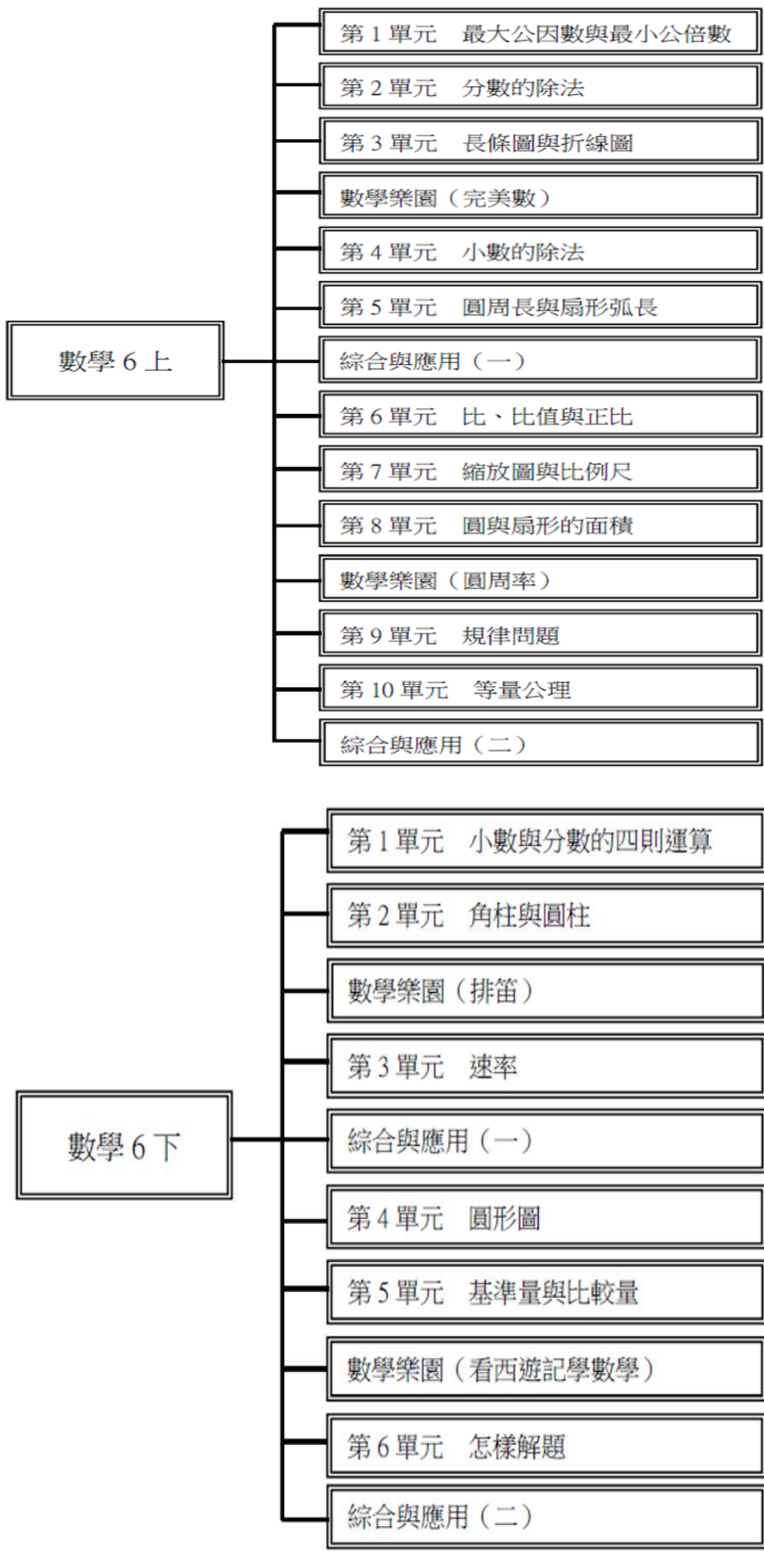 數學 6 上
第 1 單元　最大公因數與最小公倍數
第 2 單元　分數的除法
第 3 單元　長條圖與折線圖
數學樂園（完美數）
第 4 單元　小數的除法
第 5 單元　圓周長與扇形弧長
綜合與應用（一）
第 6 單元　比、比值與正比
第 7 單元　縮放圖與比例尺
第 8 單元　圓與扇形的面積
數學樂園（圓周率）
第 9 單元　規律問題
第 10 單元　等量公理
綜合與應用（二）
數學 6 下
第 1 單元　小數與分數的四則運算
第 2 單元　角柱與圓柱
數學樂園（排笛）
第 3 單元　速率
綜合與應用（一）
第 4 單元　圓形圖
第 5 單元　基準量與比較量
數學樂園（看西遊記學數學）
第 6 單元　怎樣解題
綜合與應用（二）